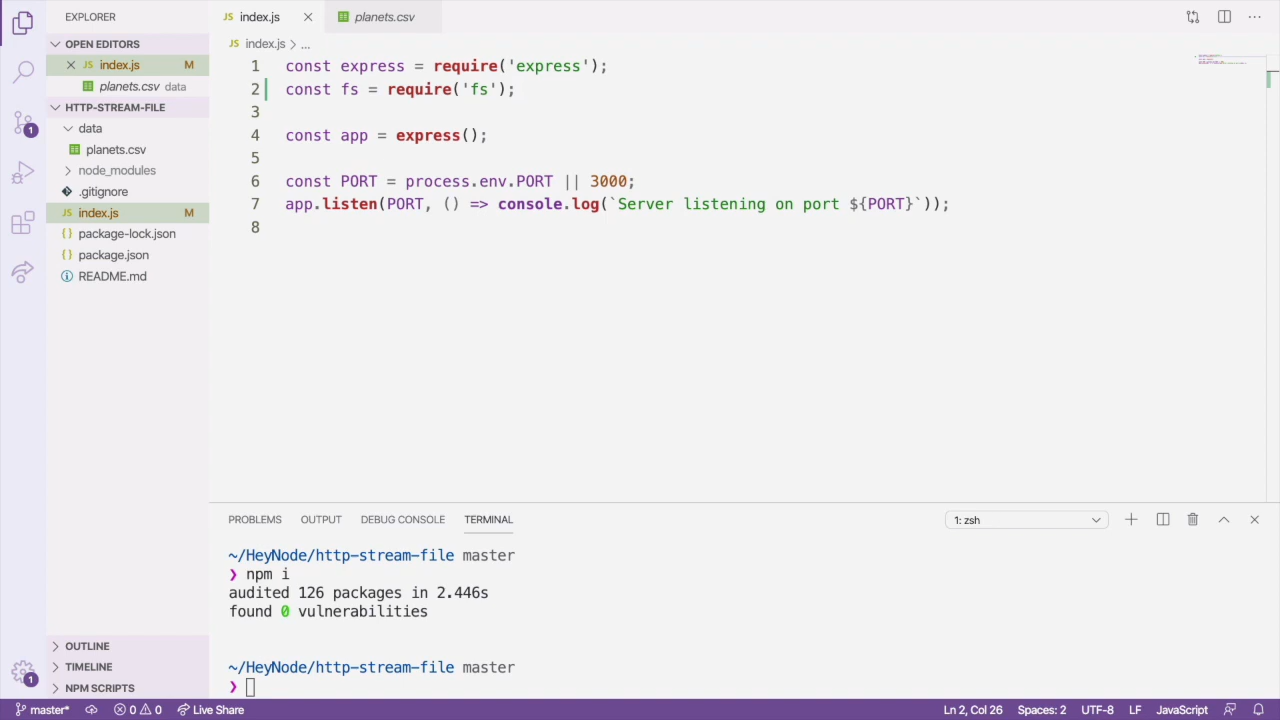 EXPLORER
OPEN EDITORS
JS index.js M
planets.csv data
HTTP-STREAM-FILE
data
planets.csv
node_modules
.gitignore
JS index.js M
{} package-lock.json
{} package.json
README.md
OUTLINE
TIMELINE
NPM SCRIPTS
1
1
JS index.js
planets.csv
JS index.js > ...
1 const express = require('express');
2 const fs = require('fs');
3
4 const app = express();
5
6 const PORT = process.env.PORT || 3000;
7 app.listen(PORT, () => console.log(`Server listening on port ${PORT}`));
8
PROBLEMS OUTPUT DEBUG CONSOLE TERMINAL 1: zsh
~/HeyNode/http-stream-file master
❯ npm i
audited 126 packages in 2.446s
found 0 vulnerabilities
~/HeyNode/http-stream-file master
❯
master* 0 0 Live Share Ln 2, Col 26 Spaces: 2 UTF-8 LF JavaScript